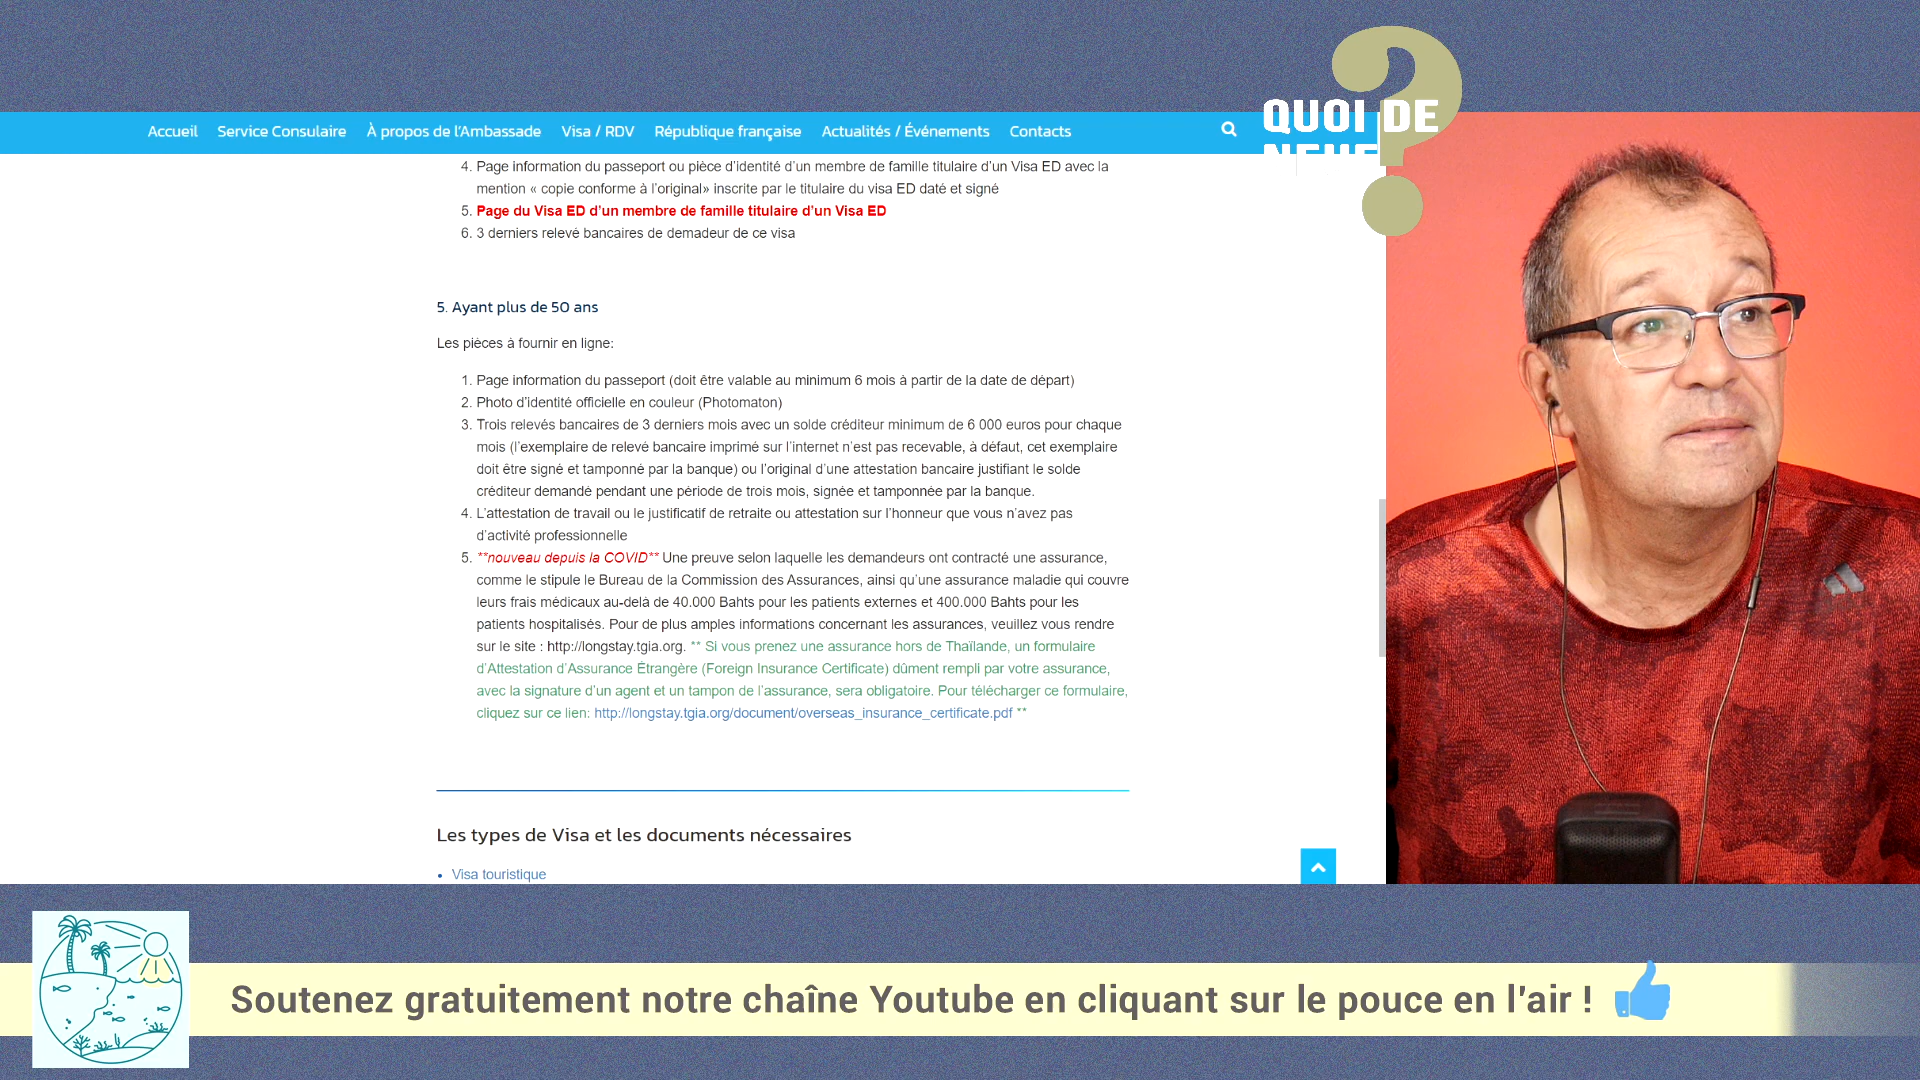 QUOI DE
NEUF
Accueil Service Consulaire À propos de l'Ambassade Visa / RDV République française Actualités / Événements Contacts
4. Page information du passeport ou pièce d'identité d'un membre de famille titulaire d'un Visa ED avec la
mention « copie conforme à l'original» inscrite par le titulaire du visa ED daté et signé
5. Page du Visa ED d'un membre de famille titulaire d'un Visa ED
6. 3 derniers relevé bancaires de demadeur de ce visa
5. Ayant plus de 50 ans
Les pièces à fournir en ligne:
1. Page information du passeport (doit être valable au minimum 6 mois à partir de la date de départ)
2. Photo d'identité officielle en couleur (Photomaton)
3. Trois relevés bancaires de 3 derniers mois avec un solde créditeur minimum de 6 000 euros pour chaque
mois (l'exemplaire de relevé bancaire imprimé sur l'internet n'est pas recevable, à défaut, cet exemplaire
doit être signé et tamponné par la banque) ou l'original d'une attestation bancaire justifiant le solde
créditeur demandé pendant une période de trois mois, signée et tamponnée par la banque.
4. L'attestation de travail ou le justificatif de retraite ou attestation sur l'honneur que vous n'avez pas
d'activité professionnelle
5. **nouveau depuis la COVID** Une preuve selon laquelle les demandeurs ont contracté une assurance,
comme le stipule le Bureau de la Commission des Assurances, ainsi qu'une assurance maladie qui couvre
leurs frais médicaux au-delà de 40.000 Bahts pour les patients externes et 400.000 Bahts pour les
patients hospitalisés. Pour de plus amples informations concernant les assurances, veuillez vous rendre
sur le site : http://longstay.tgia.org. ** Si vous prenez une assurance hors de Thaïlande, un formulaire
d'Attestation d'Assurance Étrangère (Foreign Insurance Certificate) dûment rempli par votre assurance,
avec la signature d'un agent et un tampon de l'assurance, sera obligatoire. Pour télécharger ce formulaire,
cliquez sur ce lien: http://longstay.tgia.org/document/overseas_insurance_certificate.pdf **
Les types de Visa et les documents nécessaires
• Visa touristique
Soutenez gratuitement notre chaîne Youtube en cliquant sur le pouce en l'air !